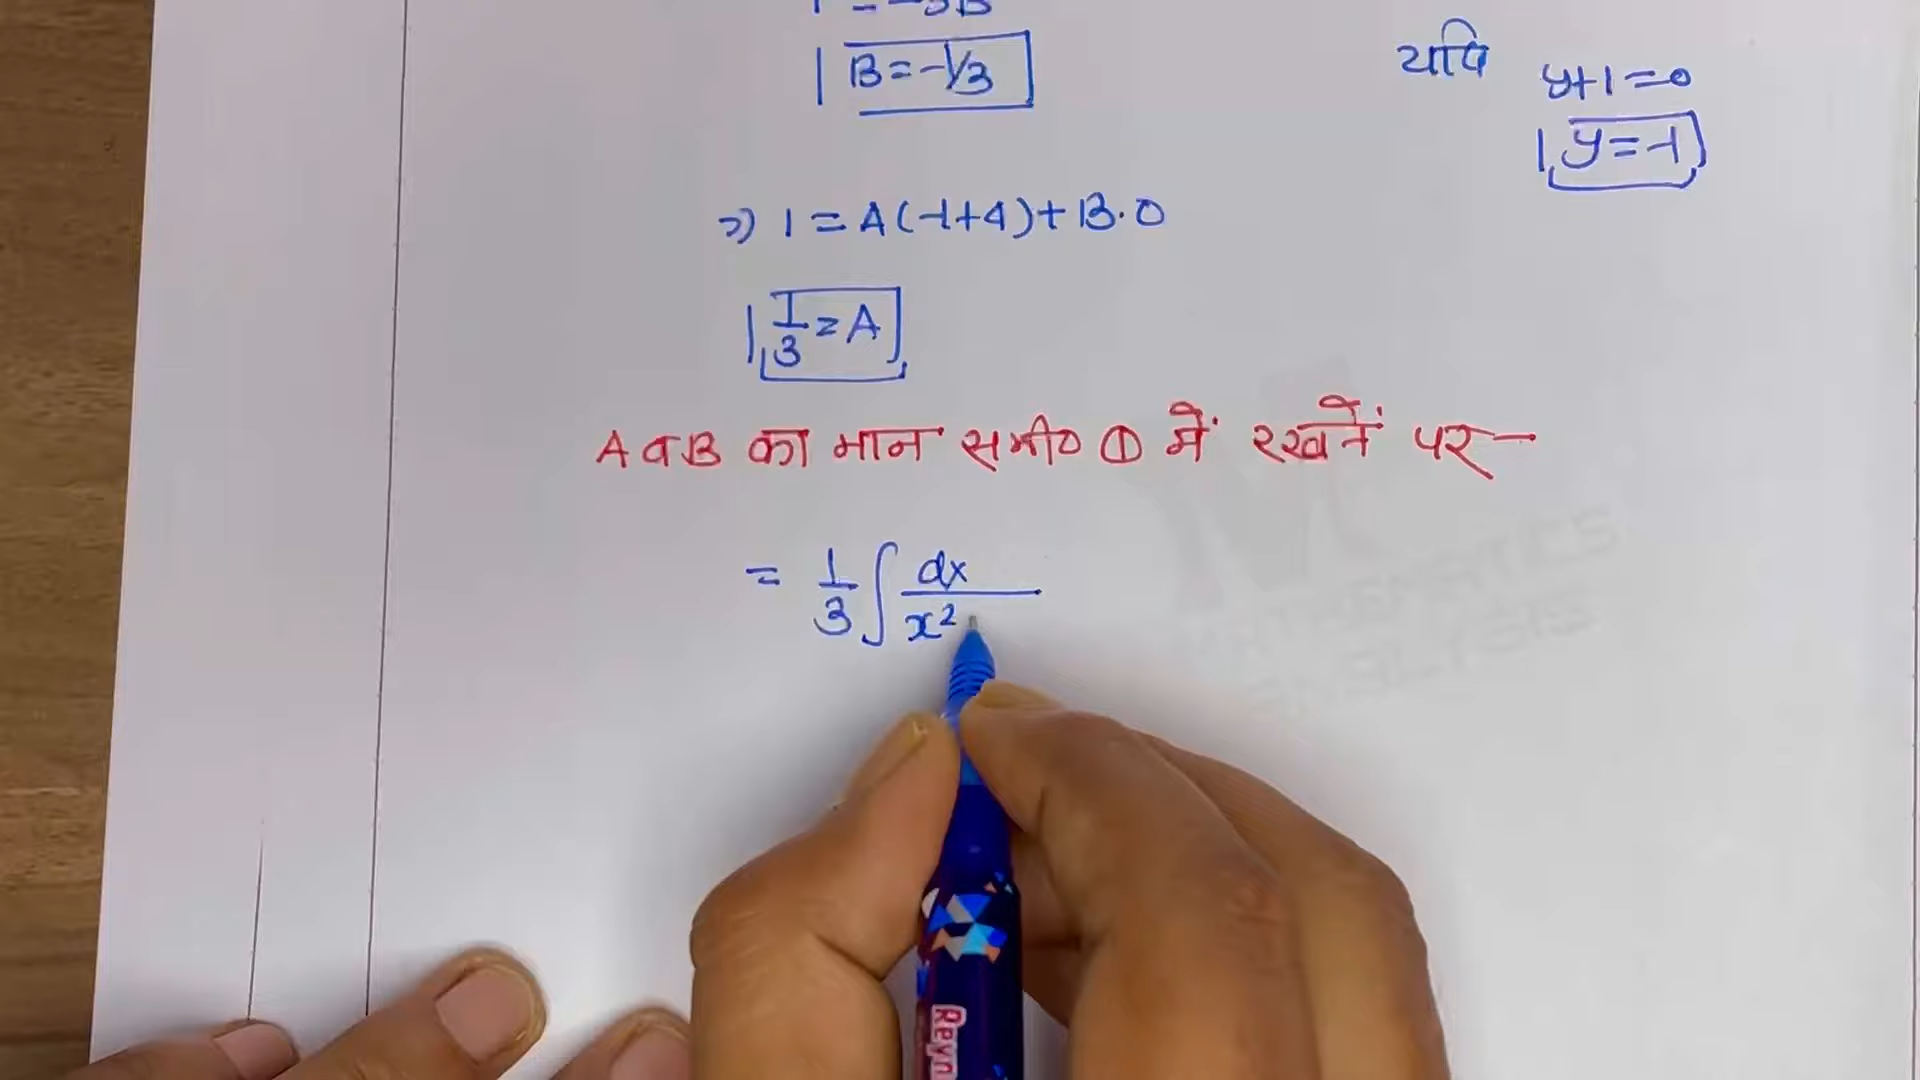 B=-1/3
यदि y+1=0
y=-1
⇒ 1=A(-1+4)+B.0
1/3=A
A व B का मान समी० ① में रखनें पर-
= 1/3 ∫ dx/x²
Reyn